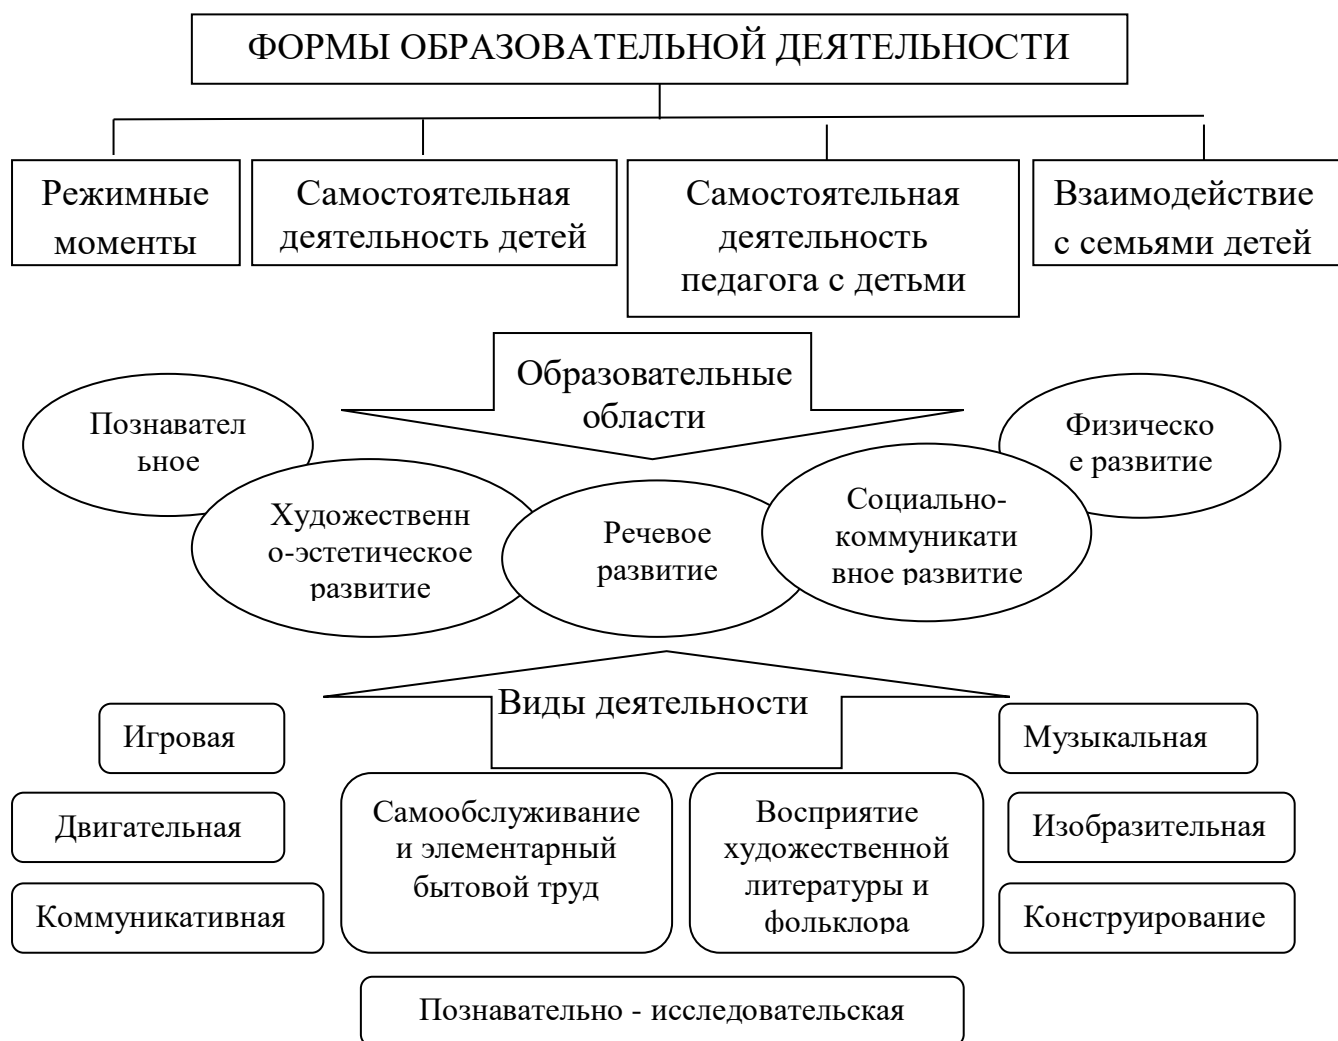 ФОРМЫ ОБРАЗОВАТЕЛЬНОЙ ДЕЯТЕЛЬНОСТИ
Режимные
моменты
Самостоятельная
деятельность детей
Самостоятельная
деятельность
педагога с детьми
Взаимодействие
с семьями детей
Образовательные
области
Познавател
ьное
Художественн
о-эстетическое
развитие
Речевое
развитие
Социально-
коммуникати
вное развитие
Физическо
е развитие
Виды деятельности
Игровая
Двигательная
Коммуникативная
Самообслуживание
и элементарный
бытовой труд
Восприятие
художественной
литературы и
фольклора
Музыкальная
Изобразительная
Конструирование
Познавательно - исследовательская